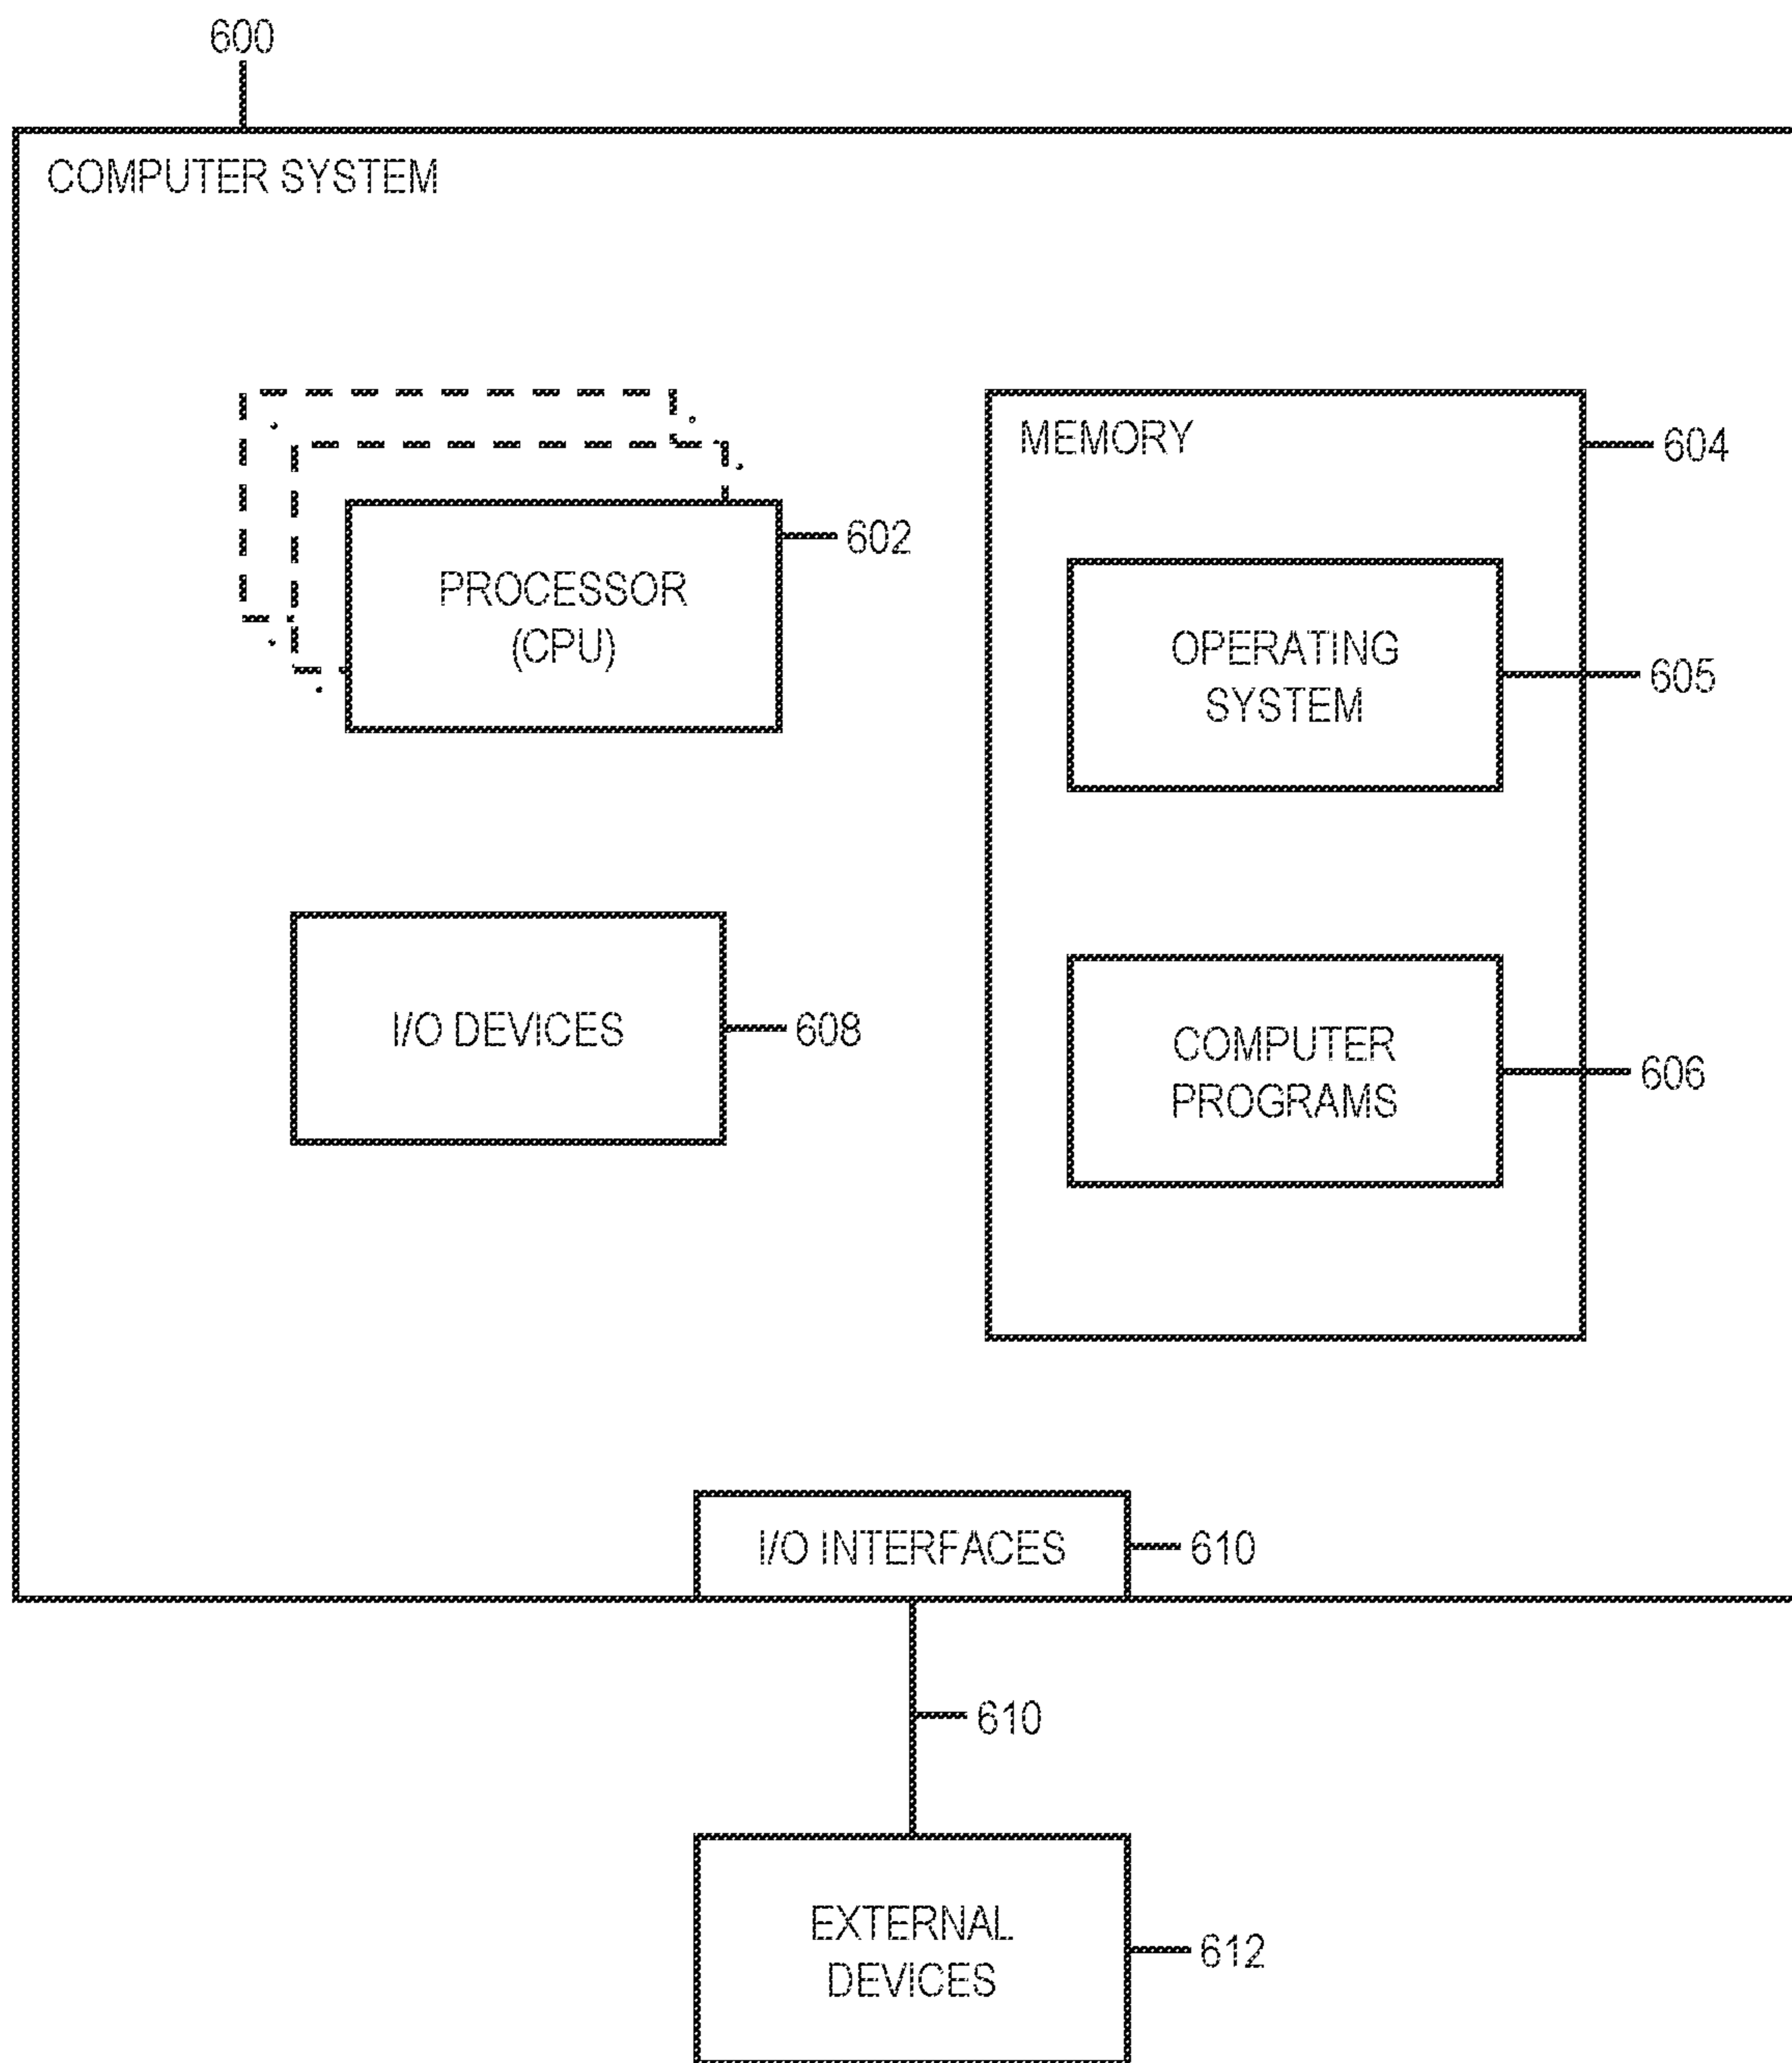 600
COMPUTER SYSTEM
MEMORY
604
602
PROCESSOR
(CPU)
OPERATING
SYSTEM
605
I/O DEVICES
608
COMPUTER
PROGRAMS
606
I/O INTERFACES
610
610
EXTERNAL
DEVICES
612